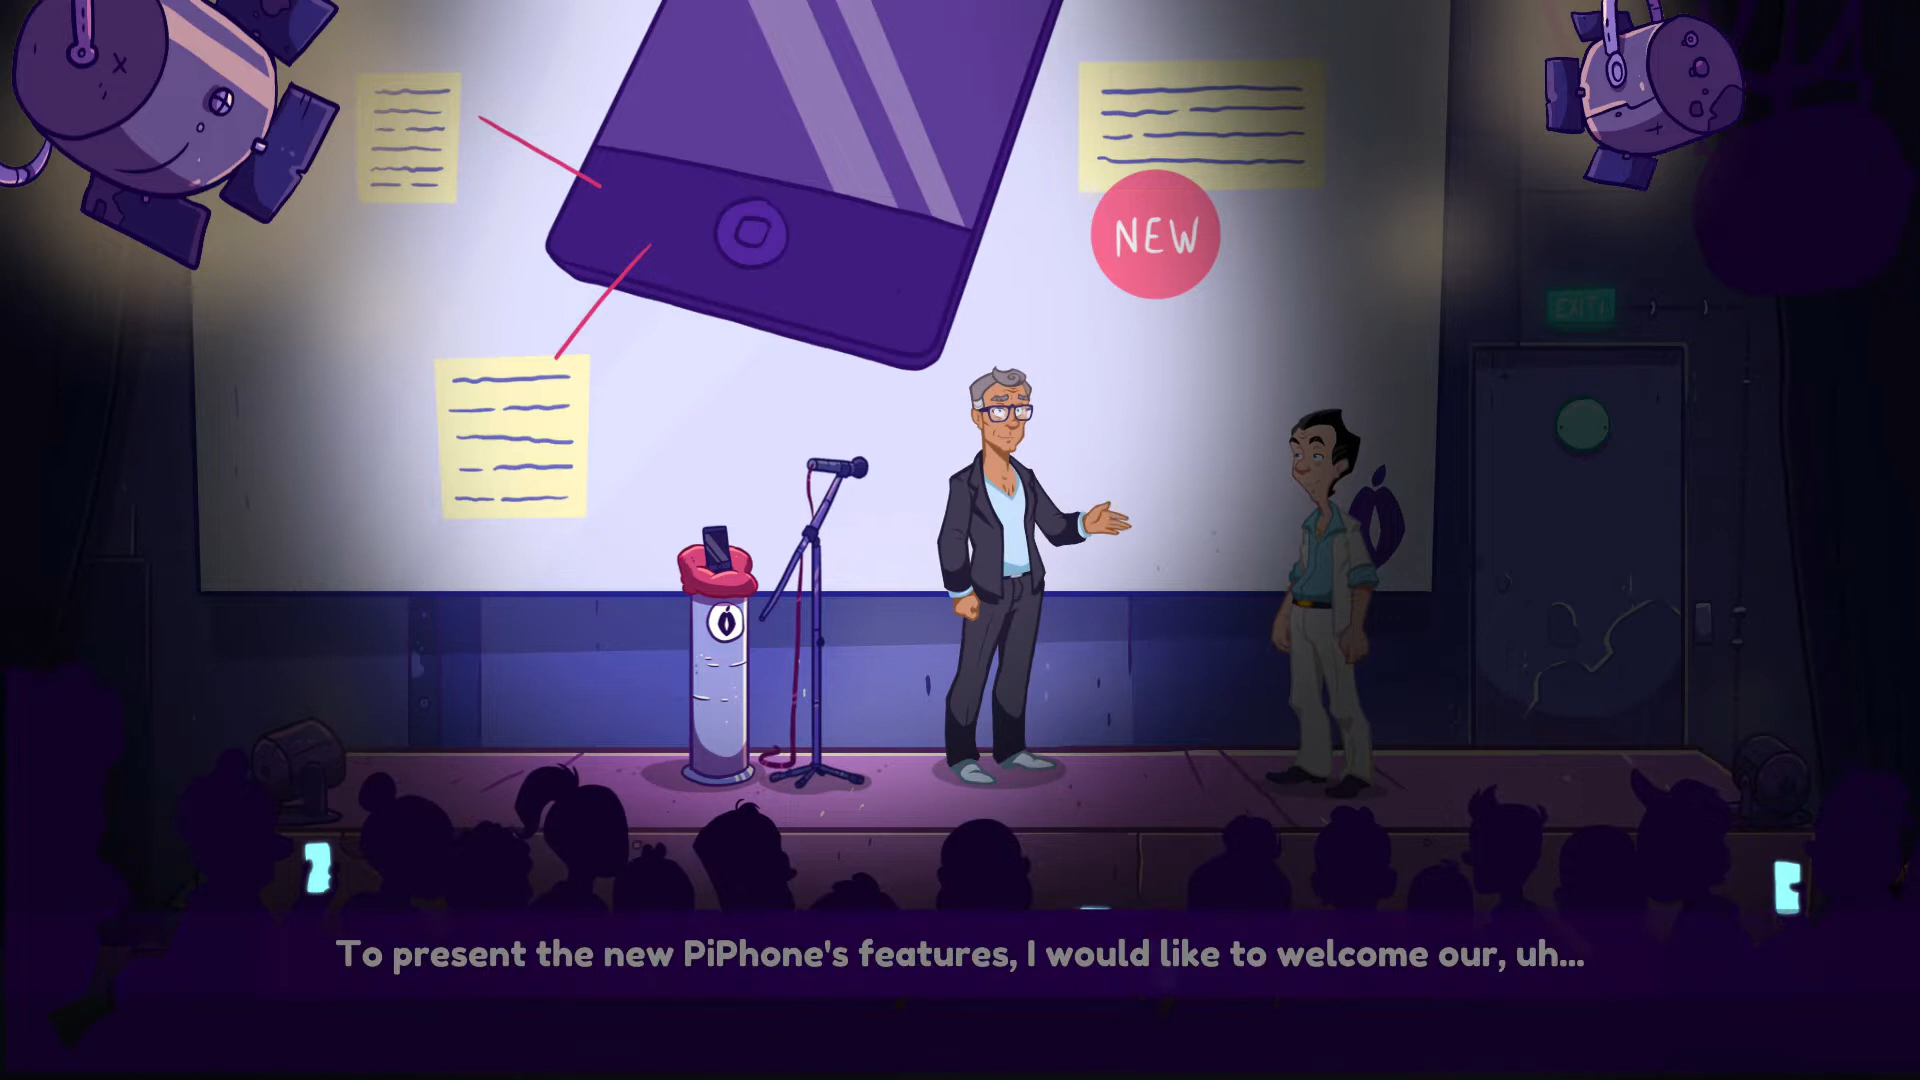 NEW
EXIT
To present the new PiPhone's features, I would like to welcome our, uh...